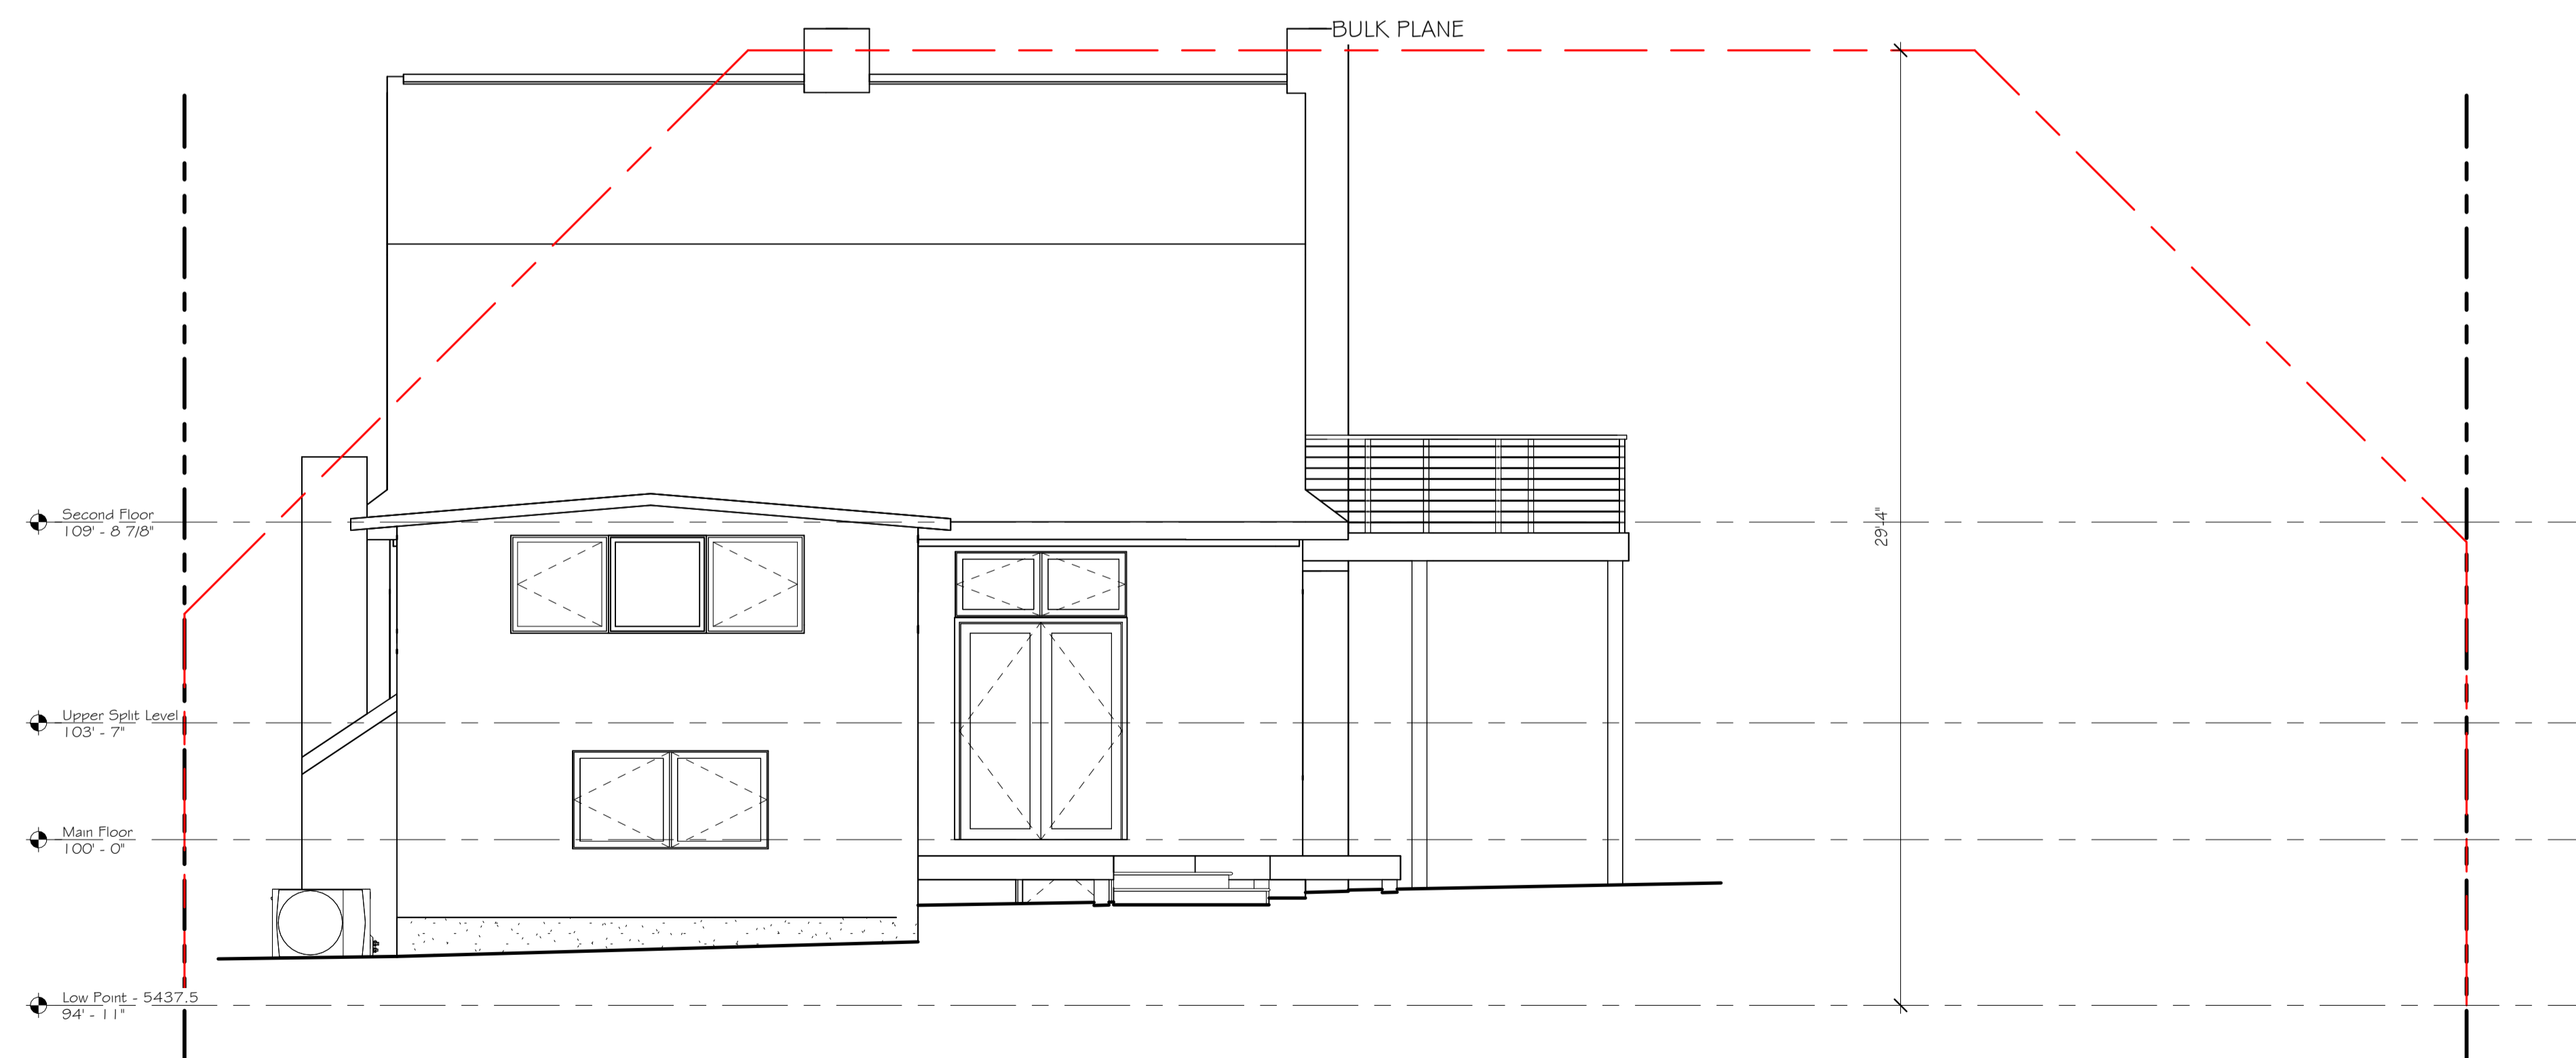 BULK PLANE
Second Floor
109' - 8 7/8"
29'-4"
Upper Split Level
103' - 7"
Main Floor
100' - 0"
Low Point - 5437.5
94' - 11"